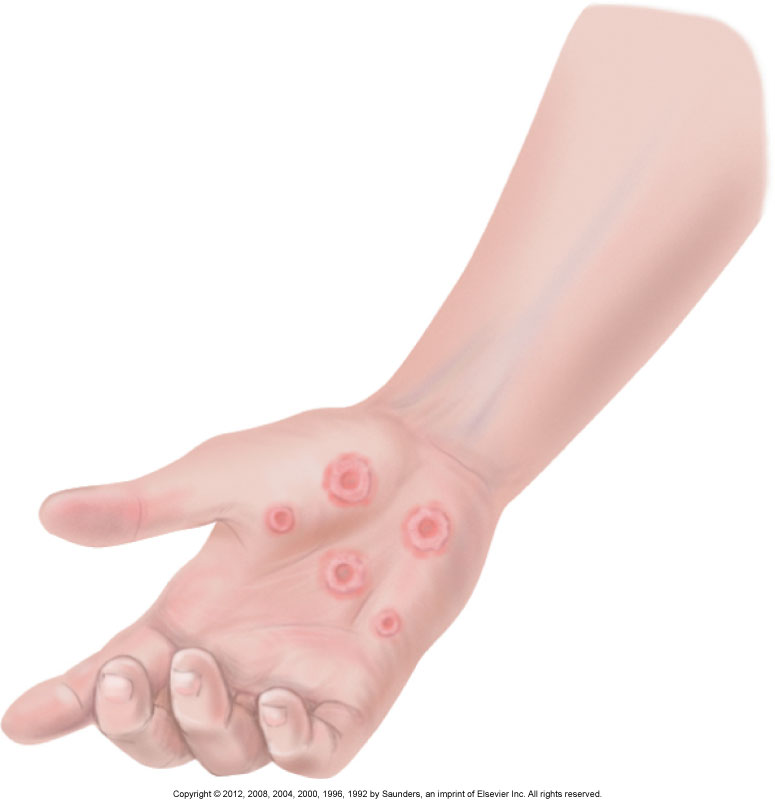 Copyright © 2012, 2008, 2004, 2000, 1996, 1992 by Saunders, an imprint of Elsevier Inc. All rights reserved.